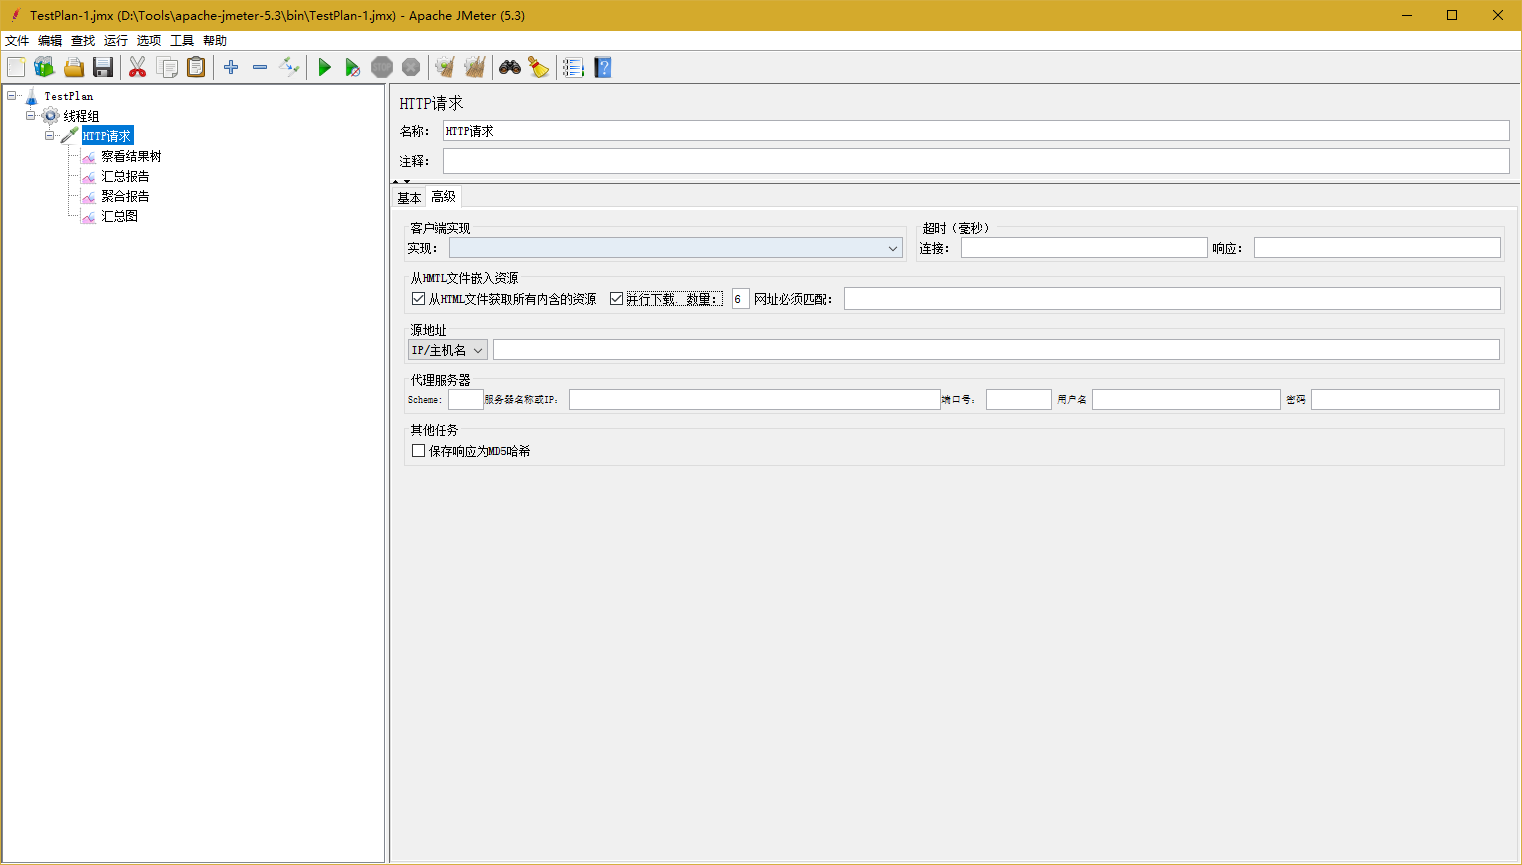 TestPlan-1.jmx (D:\Tools\apache-jmeter-5.3\bin\TestPlan-1.jmx) - Apache JMeter (5.3)
文件 编辑 查找 运行 选项 工具 帮助
TestPlan
线程组
HTTP请求
察看结果树
汇总报告
聚合报告
汇总图
HTTP请求
名称: HTTP请求
注释:
基本 高级
客户端实现
实现:
超时（毫秒）
连接: 响应:
从HMTL文件嵌入资源
从HTML文件获取所有内含的资源 并行下载. 数量: 6 网址必须匹配:
源地址
IP/主机名
代理服务器
Scheme: 服务器名称或IP: 端口号: 用户名 密码
其他任务
保存响应为MD5哈希